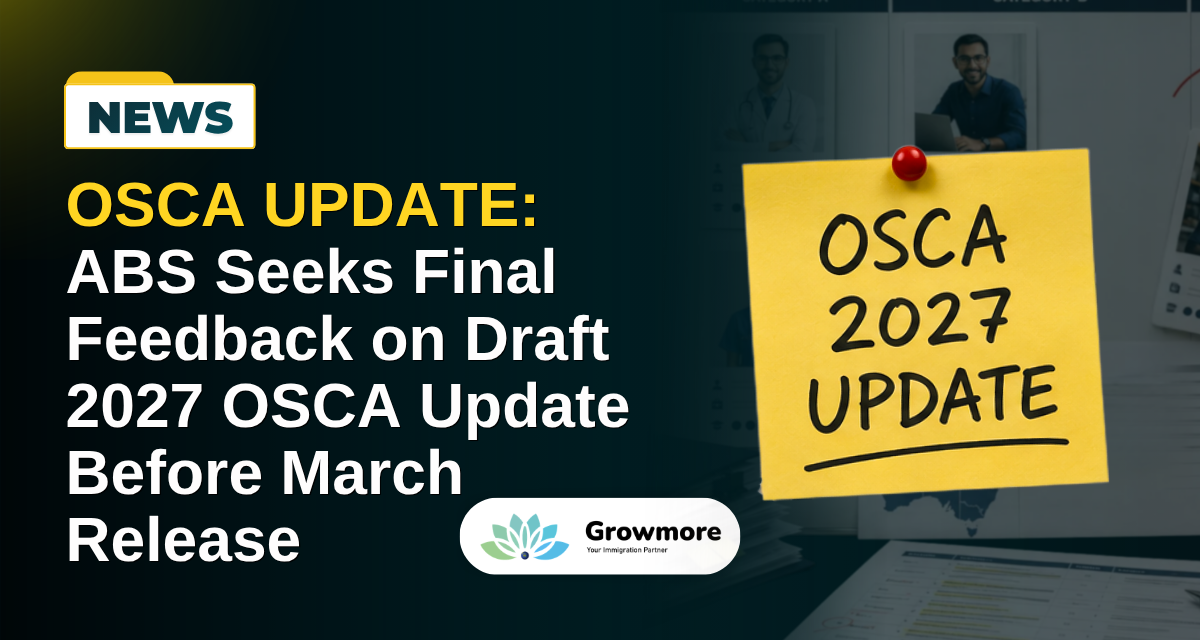 NEWS
OSCA UPDATE:
ABS Seeks Final
Feedback on Draft
2027 OSCA Update
Before March
Release
OSCA
2027
UPDATE
Growmore
Your Immigration Partner